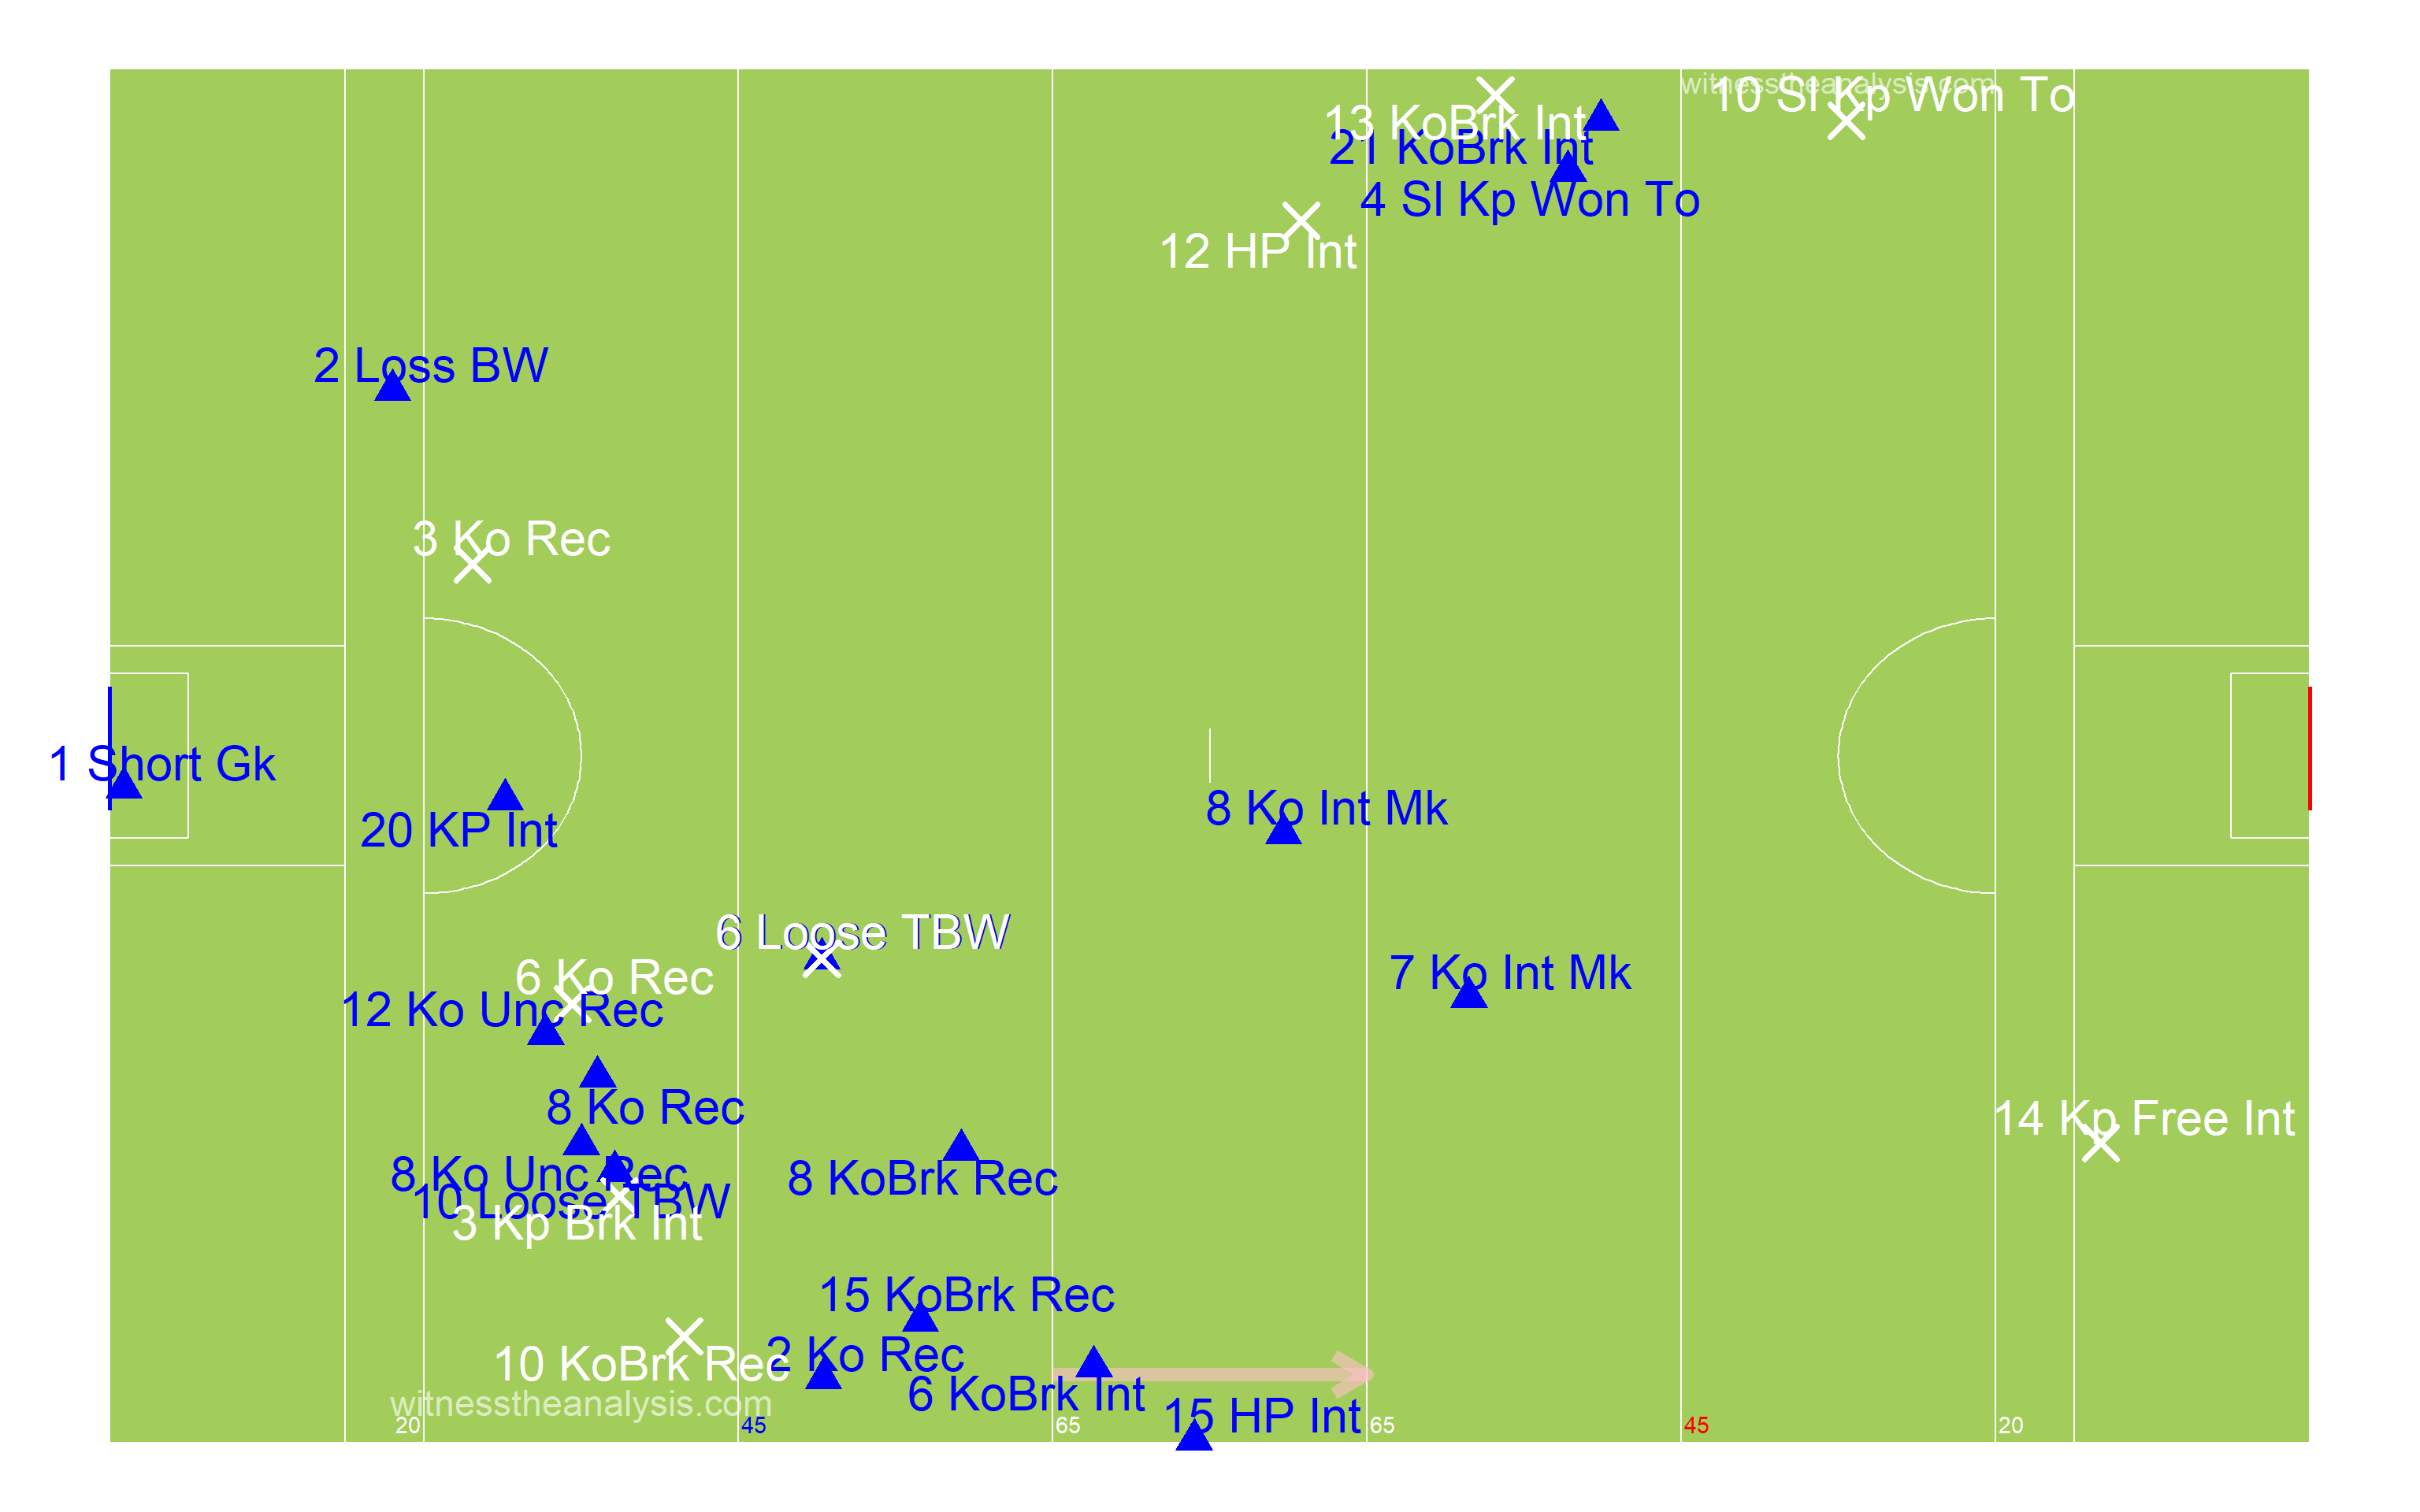 witnesstheanalysis.com
10 Sl Kp Won To
13 KoBrk Int
21 KoBrk Int
4 Sl Kp Won To
12 HP Int
2 Loss BW
3 Ko Rec
1 Short Gk
8 Ko Int Mk
20 KP Int
6 Loose TBW
6 Loose TBW
6 Ko Rec
7 Ko Int Mk
12 Ko Unc Rec
8 Ko Rec
14 Kp Free Int
8 Ko Unc Rec
8 KoBrk Rec
10 Loose TBW
3 Kp Brk Int
15 KoBrk Rec
2 Ko Rec
10 KoBrk Rec
6 KoBrk Int
witnesstheanalysis.com
15 HP Int
20
45
65
65
45
20